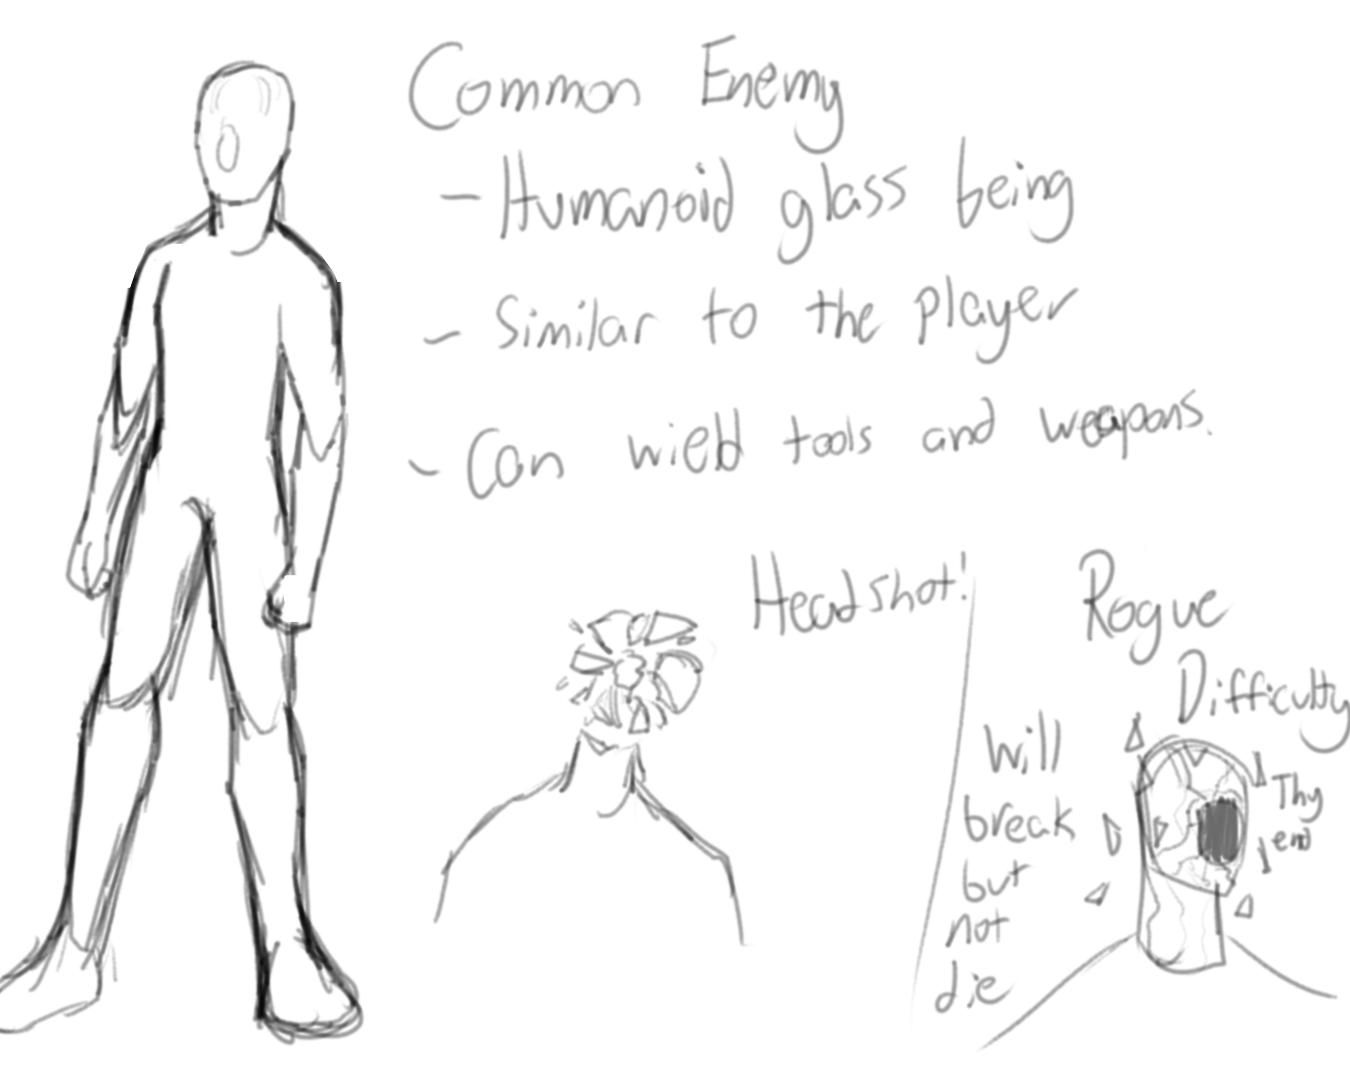 Common Enemy
- Humanoid glass being
- Similar to the player
- Can wield tools and weapons.
Headshot!
Rogue
Difficulty
Will
break
but
not
die
Thy
end